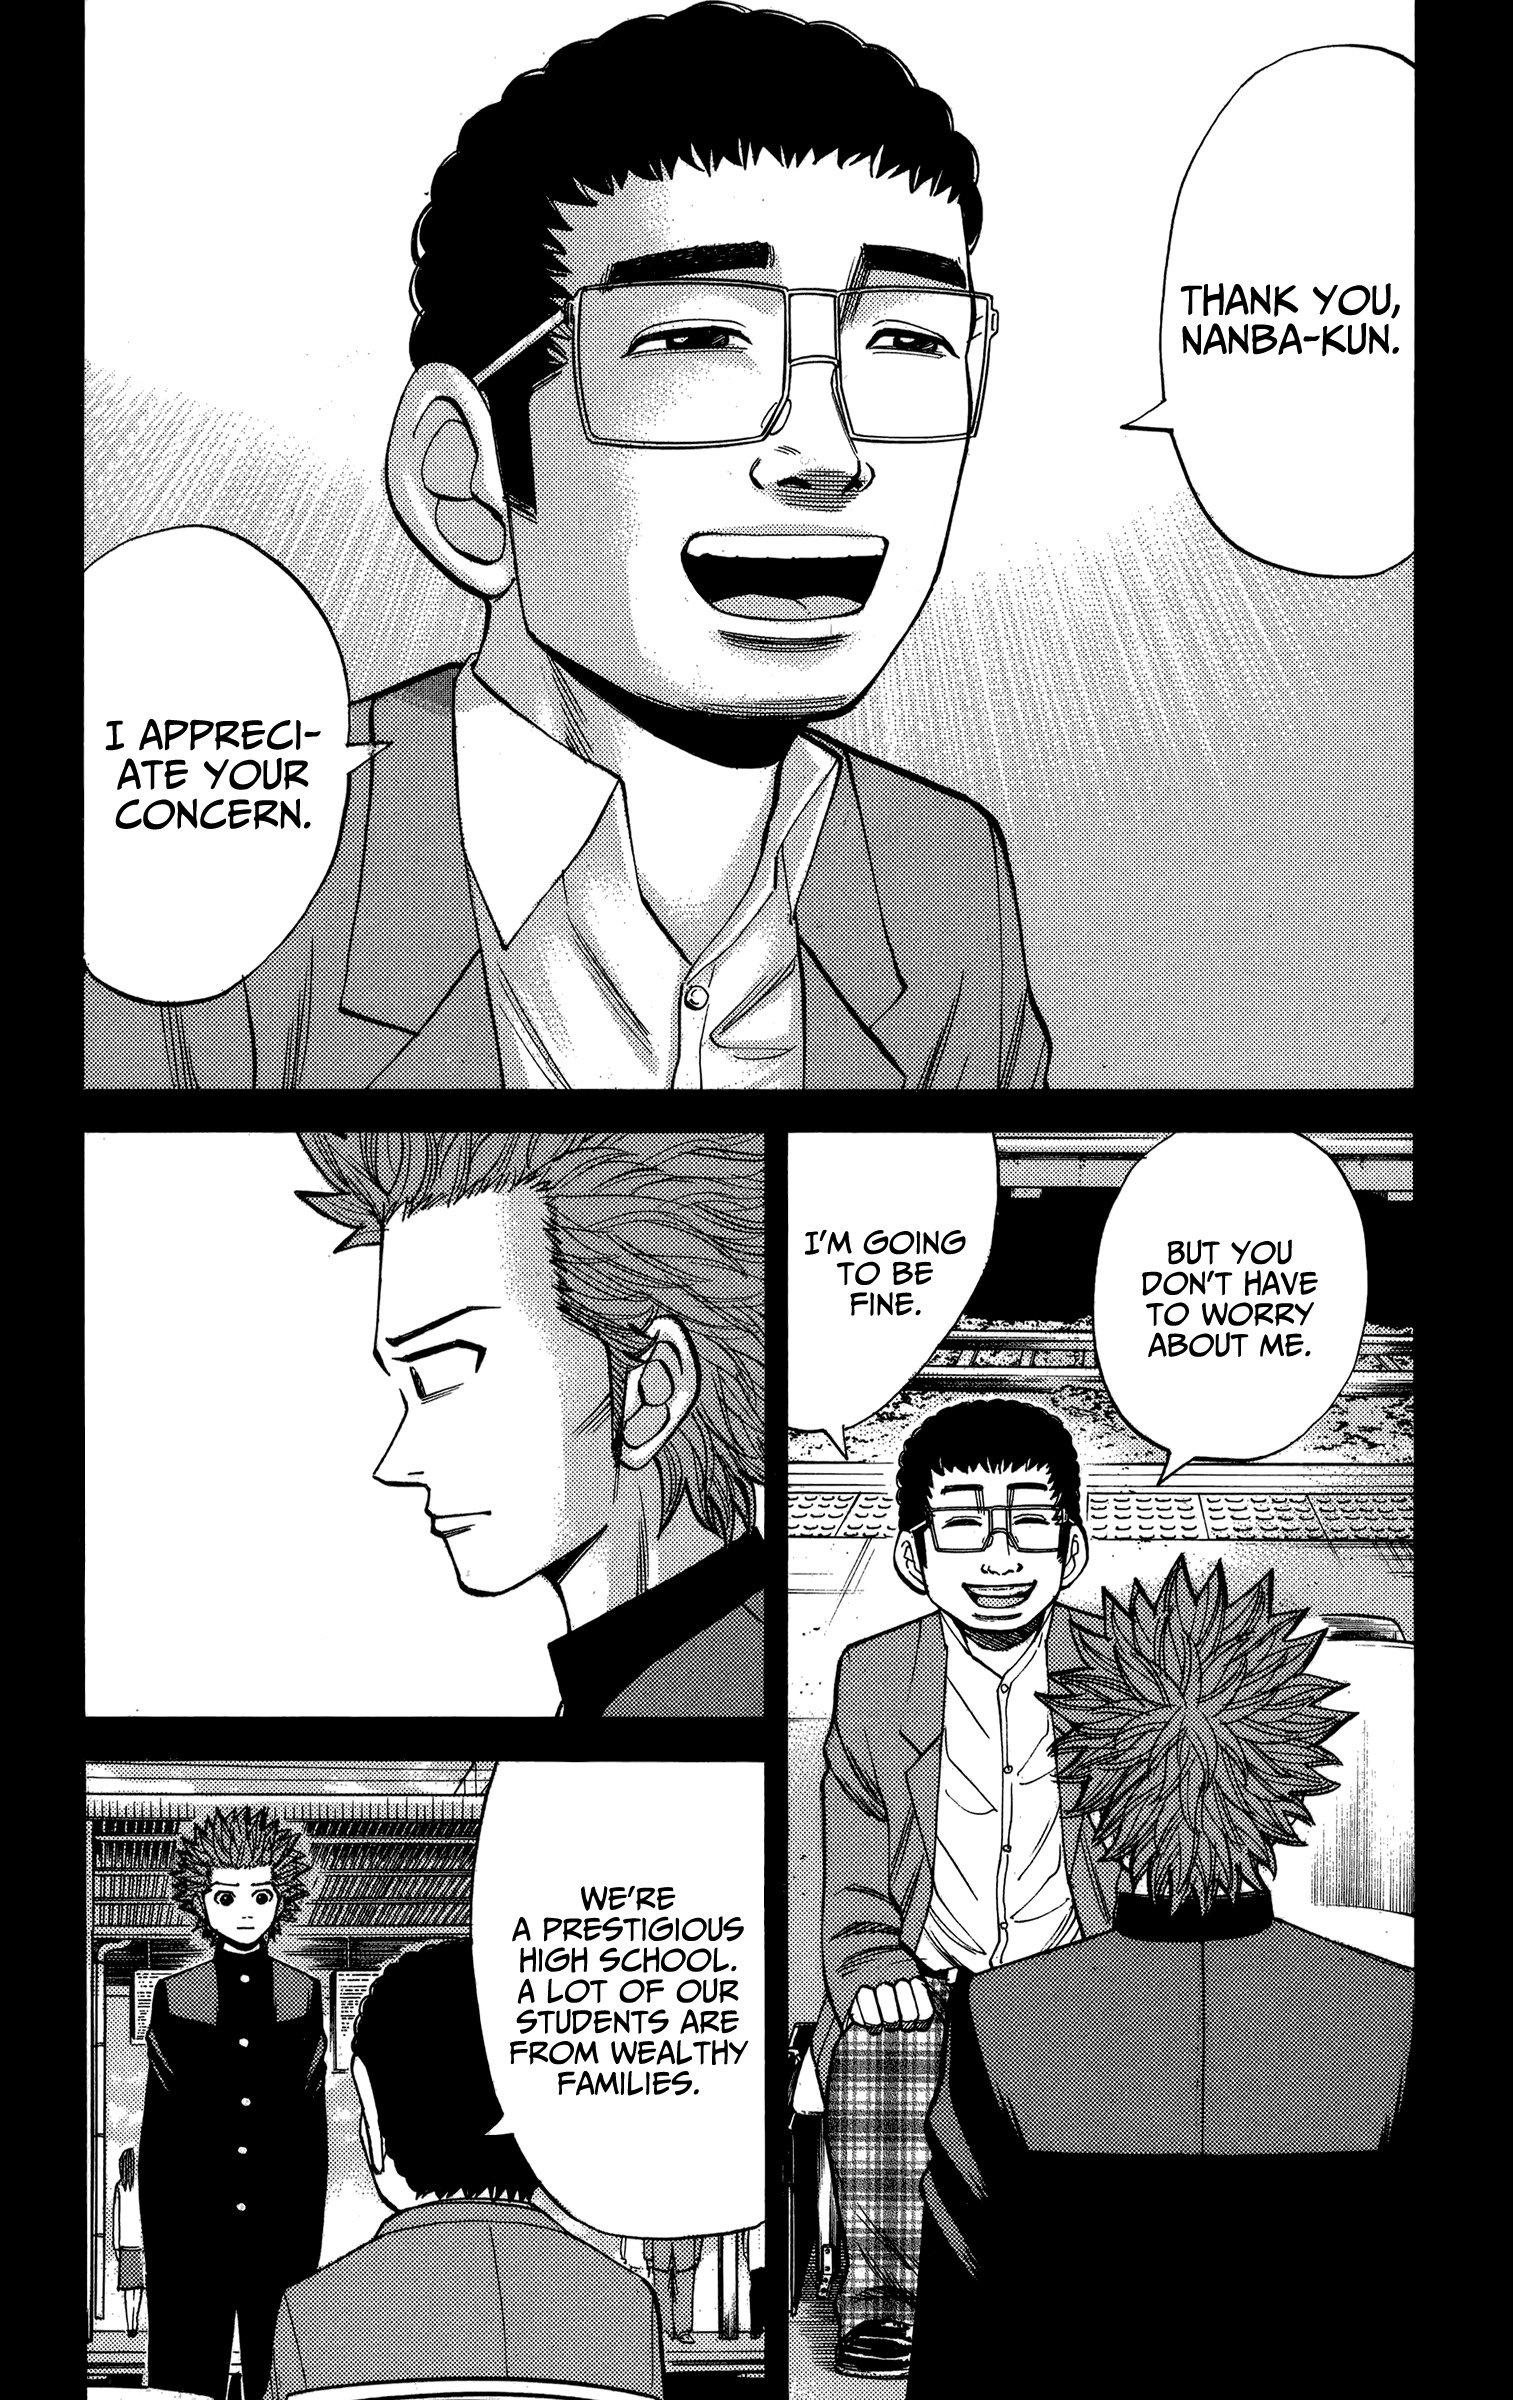 THANK YOU,
NANBA-KUN.
I APPRECI-
ATE YOUR
CONCERN.
BUT YOU
DON'T HAVE
TO WORRY
ABOUT ME.
I'M GOING
TO BE
FINE.
WE'RE
A PRESTIGIOUS
HIGH SCHOOL.
A LOT OF OUR
STUDENTS ARE
FROM WEALTHY
FAMILIES.